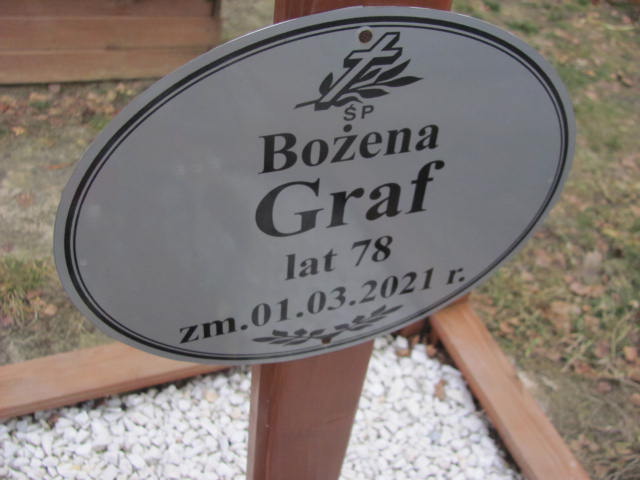 ŚP
Bożena
Graf
lat 78
zm.01.03.2021 r.